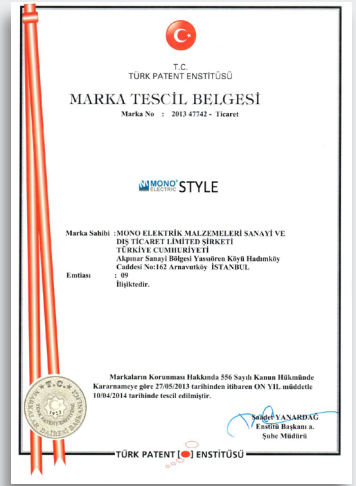 T.C.
TÜRK PATENT ENSTİTÜSÜ
MARKA TESCİL BELGESİ
Marka No : 2013 47742 - Ticaret
MONO® ELECTRIC STYLE
Marka Sahibi :MONO ELEKTRİK MALZEMELERİ SANAYİ VE
DIŞ TİCARET LİMİTED ŞİRKETİ
TÜRKİYE CUMHURİYETİ
Akpınar Sanayi Bölgesi Yassıören Köyü Hadımköy
Caddesi No:162 Arnavutköy İSTANBUL
Emtiası : 09
İlişiktedir.
Markaların Korunması Hakkında 556 Sayılı Kanun Hükmünde
Kararnameye göre 27/05/2013 tarihinden itibaren ON YIL müddetle
10/04/2014 tarihinde tescil edilmiştir.
Saadet YANARDAĞ
Enstitü Başkanı a.
Şube Müdürü
T.C.
TÜRK PATENT ENSTİTÜSÜ